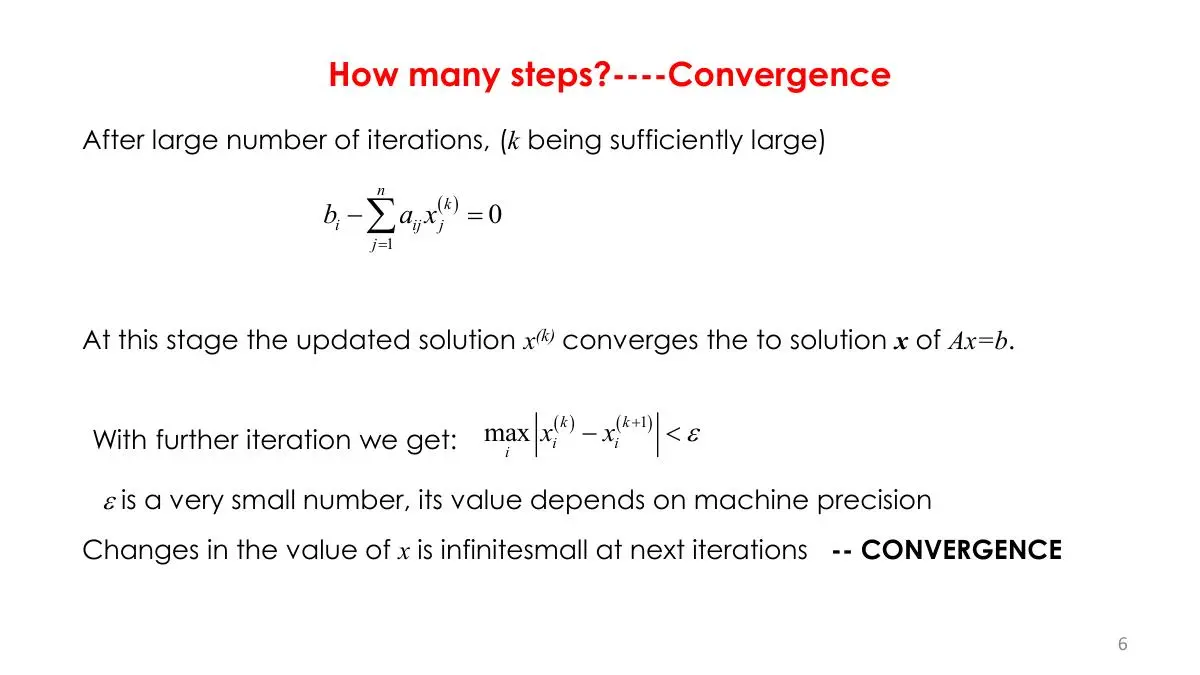 How many steps?----Convergence
After large number of iterations, (k being sufficiently large)
b_i − ∑_{j=1}^{n} a_{ij} x_j^{(k)} = 0
At this stage the updated solution x^{(k)} converges the to solution x of Ax=b.
With further iteration we get: max_i |x_i^{(k)} − x_i^{(k+1)}| < ε
ε is a very small number, its value depends on machine precision
Changes in the value of x is infinitesmall at next iterations -- CONVERGENCE
6